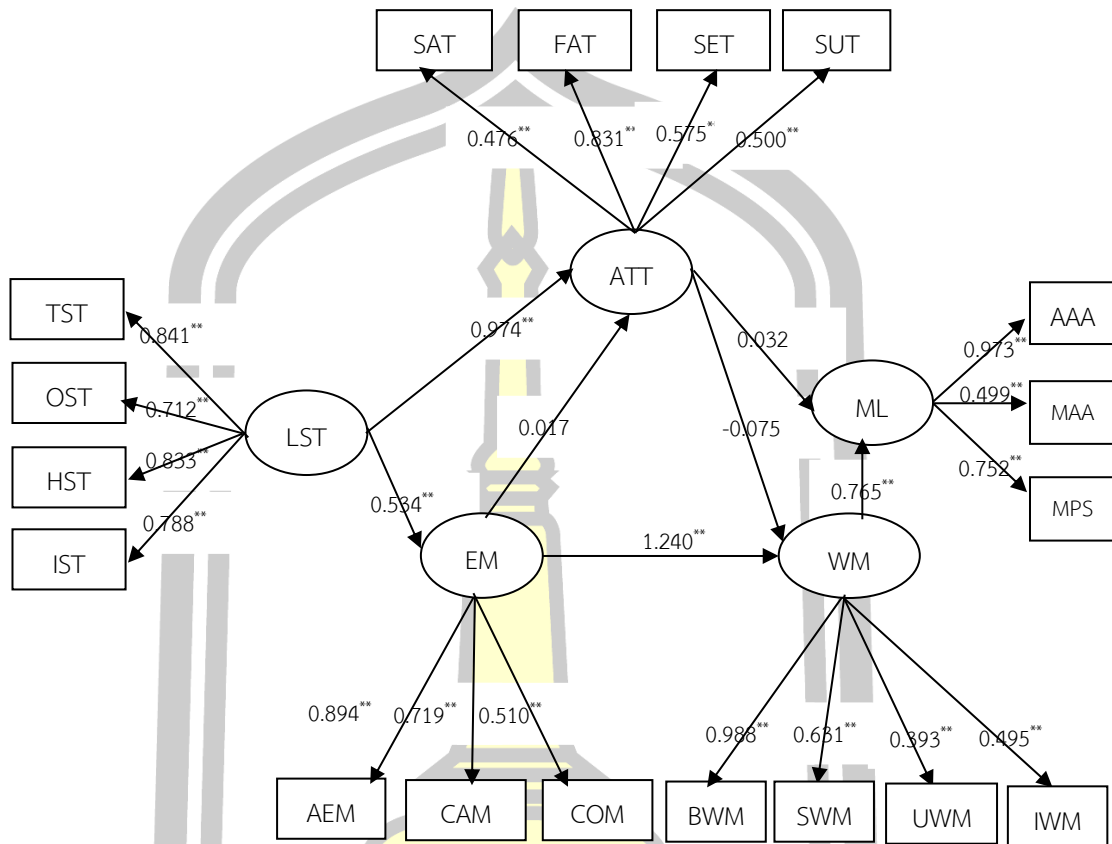 SAT
FAT
SET
SUT
0.476**
0.831**
0.575*
0.500**
ATT
TST
0.841**
0.974**
0.032
AAA
0.973**
OST
0.712**
LST
0.017
-0.075
ML
0.499**
MAA
HST
0.833**
0.534**
0.765**
0.752**
MPS
IST
0.788**
EM
1.240**
WM
0.894**
0.719**
0.510**
0.988**
0.631**
0.393**
0.495**
AEM
CAM
COM
BWM
SWM
UWM
IWM